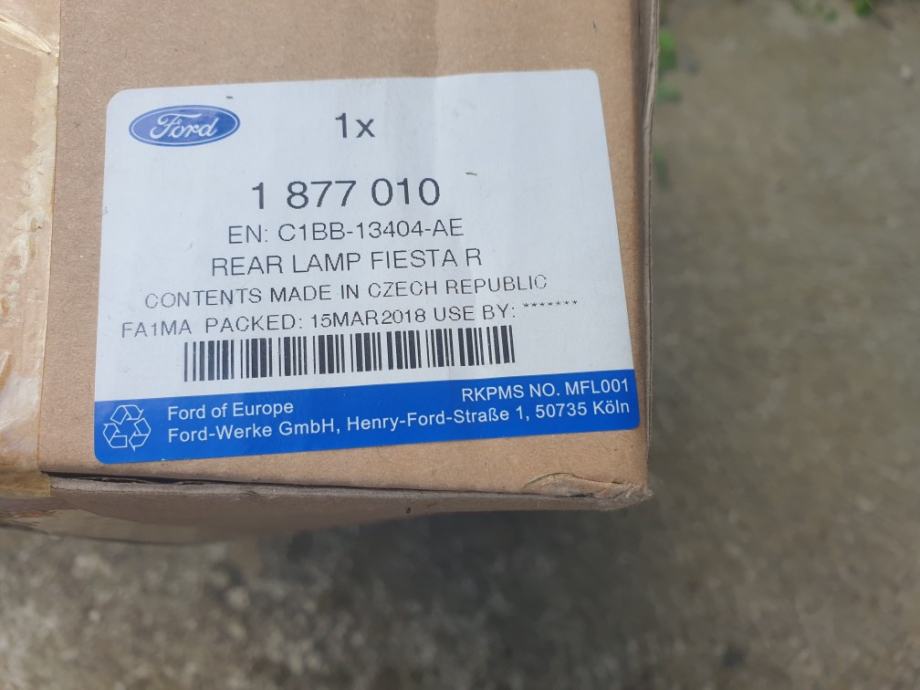 Ford
1x
1 877 010
EN: C1BB-13404-AE
REAR LAMP FIESTA R
CONTENTS MADE IN CZECH REPUBLIC
FA1MA PACKED: 15MAR2018 USE BY: *******
RKPMS NO. MFL001
Ford of Europe
Ford-Werke GmbH, Henry-Ford-Straße 1, 50735 Köln